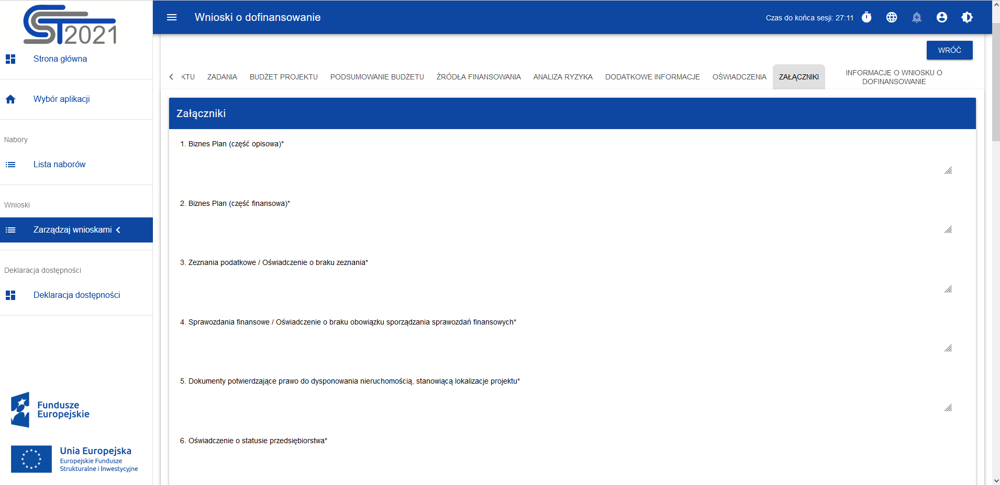 CST2021
Strona główna
Wybór aplikacji
Nabory
Lista naborów
Wnioski
Zarządzaj wnioskami
Deklaracja dostępności
Deklaracja dostępności
Fundusze
Europejskie
Unia Europejska
Europejskie Fundusze
Strukturalne i Inwestycyjne
Wnioski o dofinansowanie
Czas do końca sesji: 27:11
WRÓĆ
KTU
ZADANIA
BUDŻET PROJEKTU
PODSUMOWANIE BUDŻETU
ŹRÓDŁA FINANSOWANIA
ANALIZA RYZYKA
DODATKOWE INFORMACJE
OŚWIADCZENIA
ZAŁĄCZNIKI
INFORMACJE O WNIOSKU O
DOFINANSOWANIE
Załączniki
1. Biznes Plan (część opisowa)*
2. Biznes Plan (część finansowa)*
3. Zeznania podatkowe / Oświadczenie o braku zeznania*
4. Sprawozdania finansowe / Oświadczenie o braku obowiązku sporządzania sprawozdań finansowych*
5. Dokumenty potwierdzające prawo do dysponowania nieruchomością, stanowiącą lokalizacje projektu*
6. Oświadczenie o statusie przedsiębiorstwa*